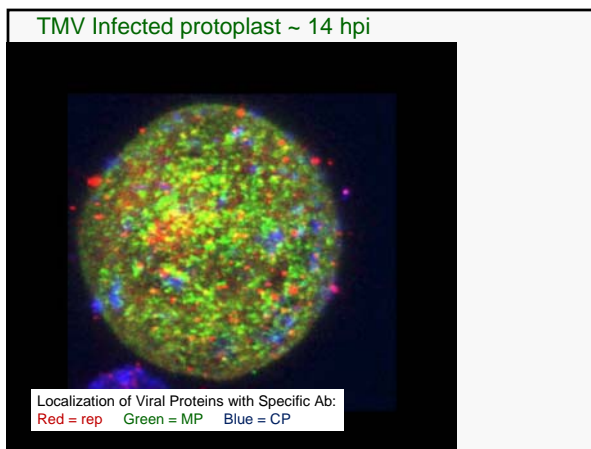 TMV Infected protoplast ~ 14 hpi
Localization of Viral Proteins with Specific Ab:
Red = rep Green = MP Blue = CP